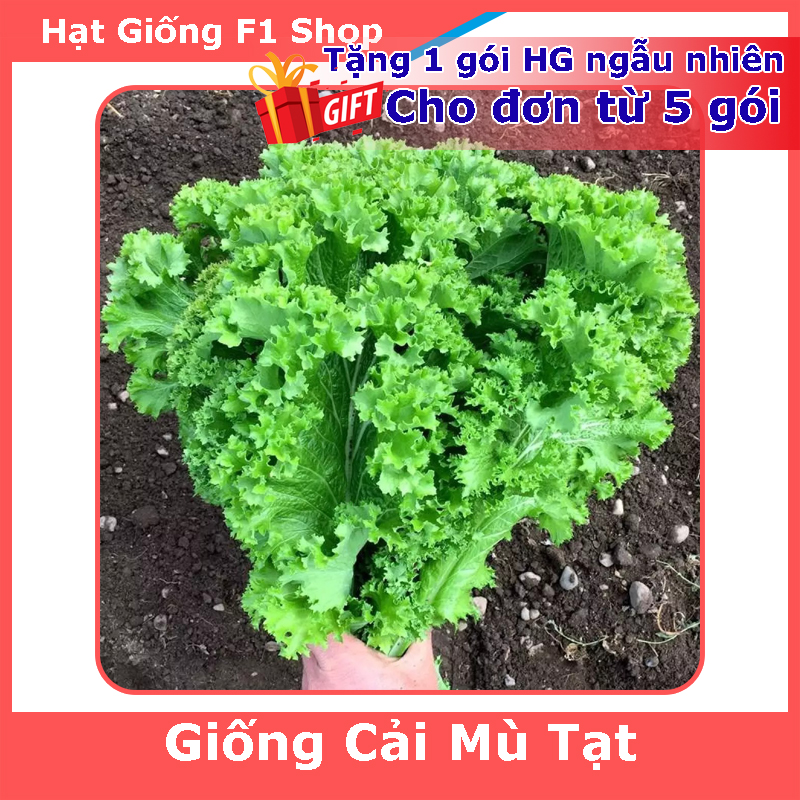 Hạt Giống F1 Shop
Tặng 1 gói HG ngẫu nhiên
GIFT
Cho đơn từ 5 gói
Giống Cải Mù Tạt